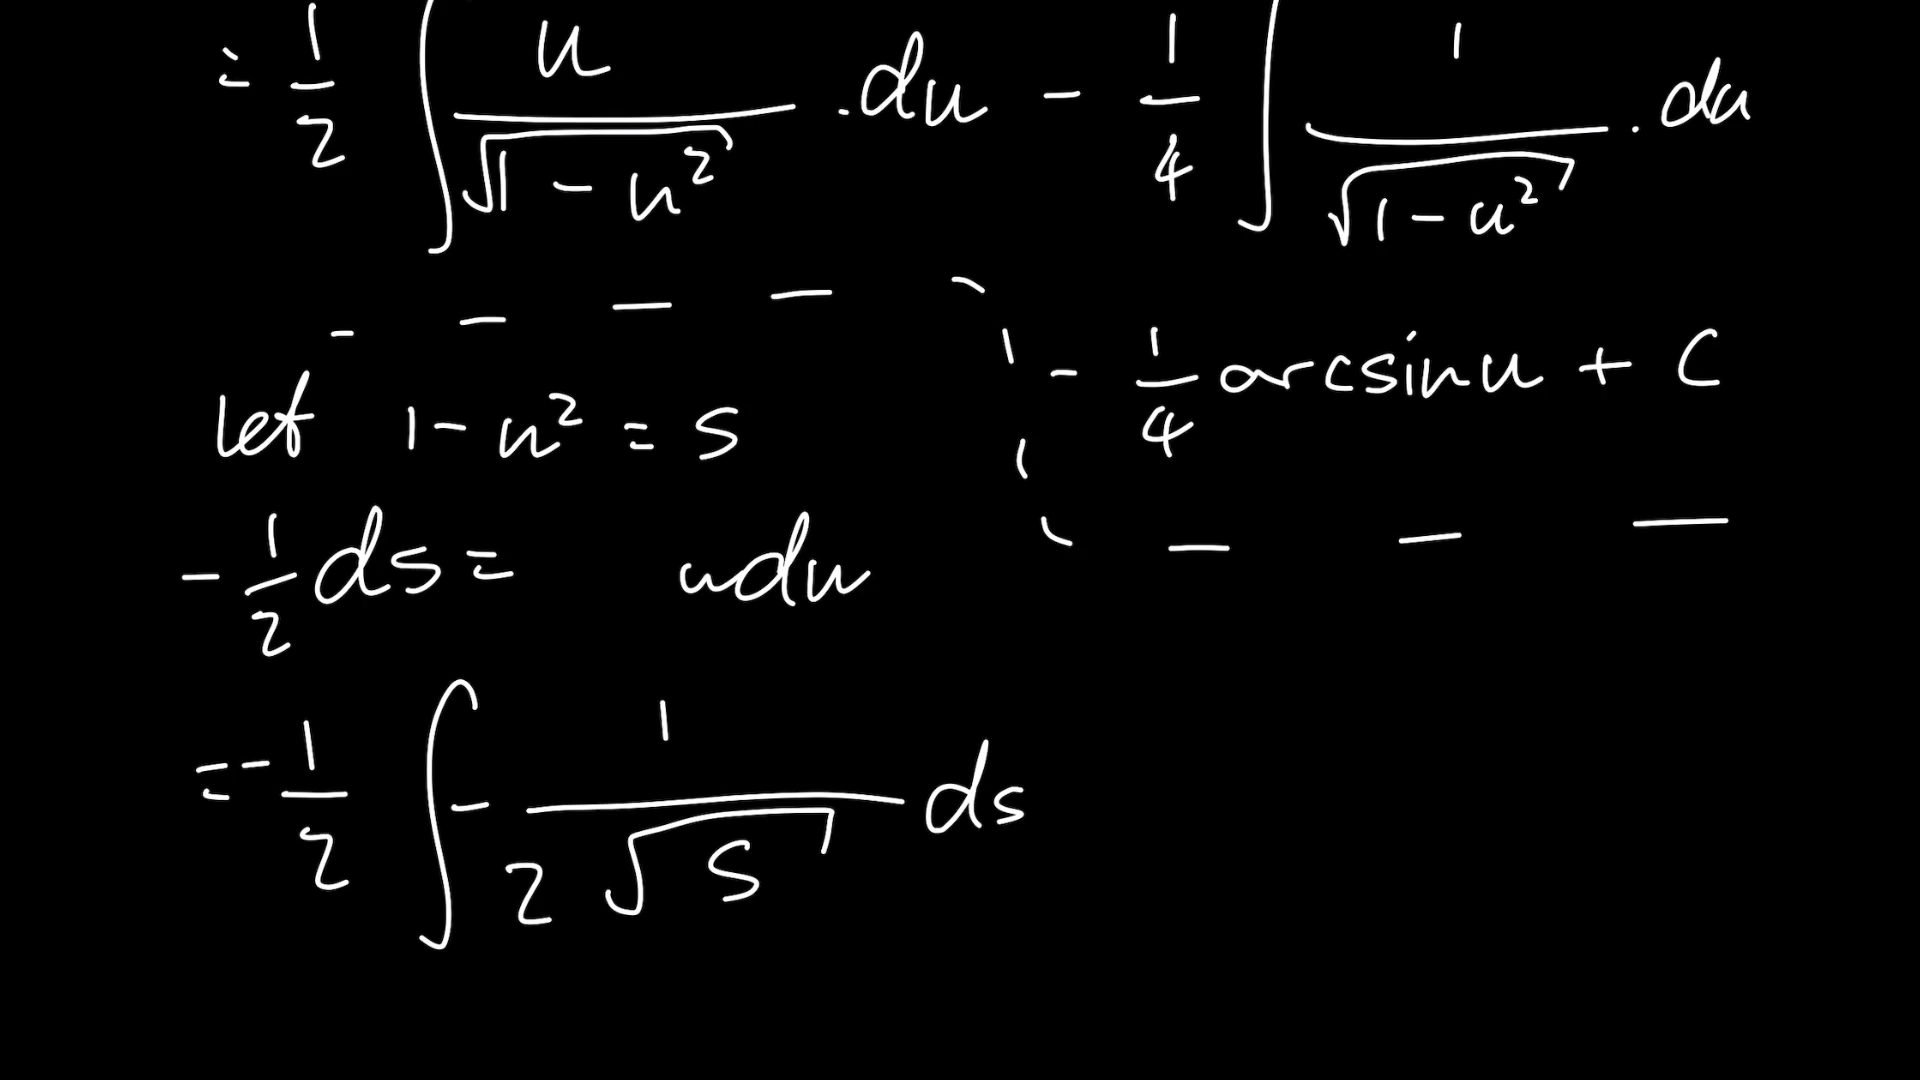 = 1/2 ∫ u/√(1 - u²) . du - 1/4 ∫ 1/√(1 - u²) . du
- 1/4 arcsin u + C
let 1 - u² = s
- 1/2 ds = u du
= - 1/2 ∫ - 1/(2√s) ds